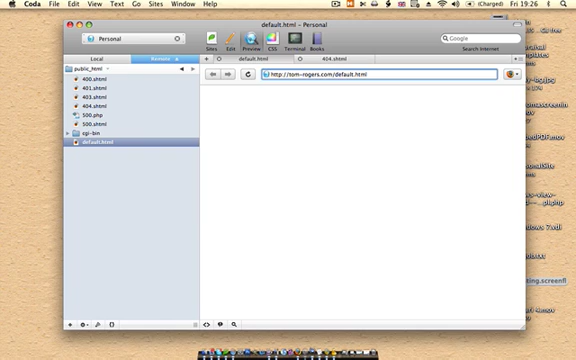 Coda File Edit View Text Go Sites Window Help
(Charged) Fri 19:26
default.html - Personal
Personal
Sites Edit Preview CSS Terminal Books
Google
Search Internet
Local Remote
default.html 404.shtml
public_html
http://tom-rogers.com/default.html
400.shtml
401.shtml
403.shtml
404.shtml
500.php
500.shtml
cgi-bin
default.html